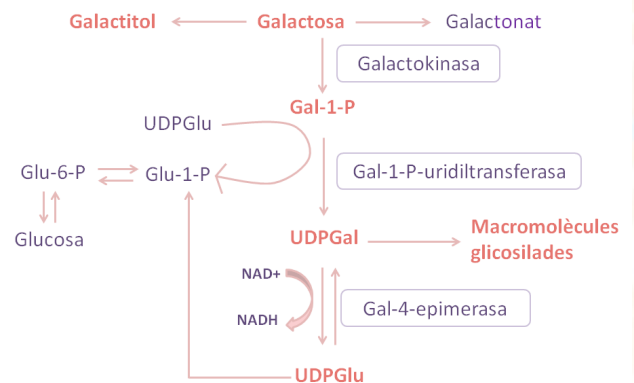 Galactitol
Galactosa
Galactonat
Galactokinasa
Gal-1-P
UDPGlu
Glu-6-P
Glu-1-P
Gal-1-P-uridiltransferasa
Glucosa
UDPGal
Macromolècules
glicosilades
NAD+
Gal-4-epimerasa
NADH
UDPGlu